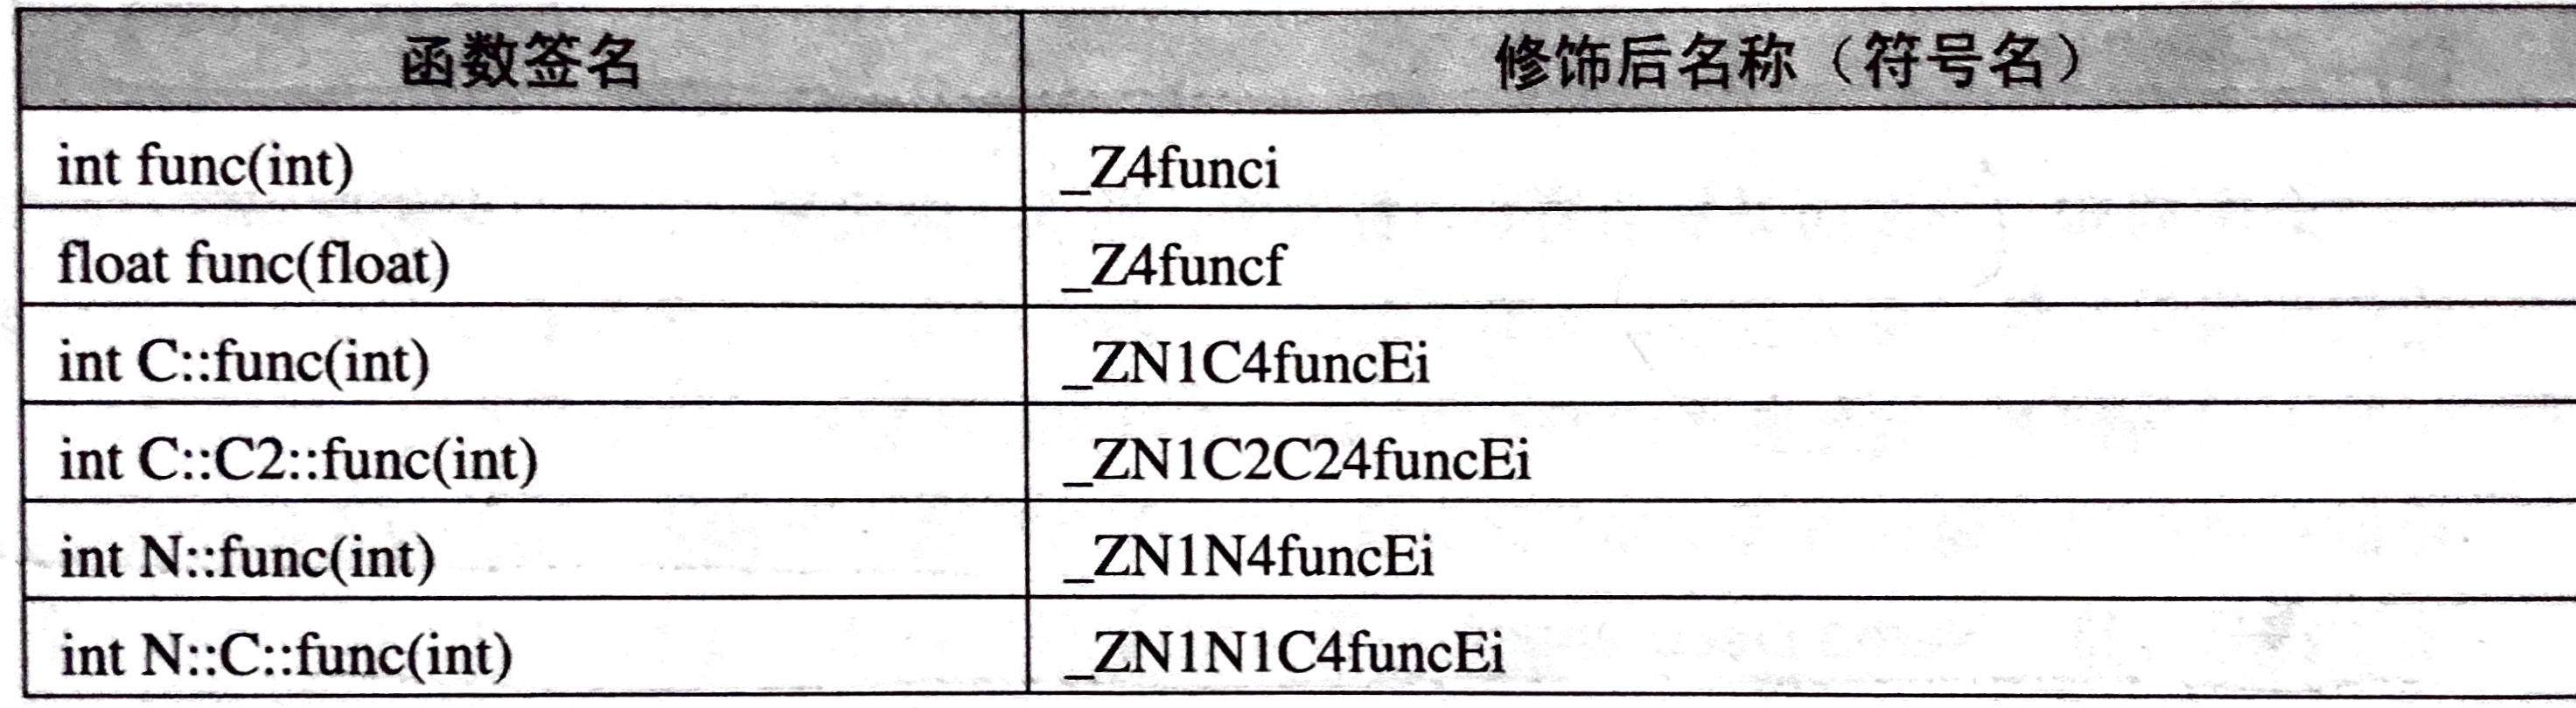 函数签名 修饰后名称（符号名）
int func(int) _Z4funci
float func(float) _Z4funcf
int C::func(int) _ZN1C4funcEi
int C::C2::func(int) _ZN1C2C24funcEi
int N::func(int) _ZN1N4funcEi
int N::C::func(int) _ZN1N1C4funcEi